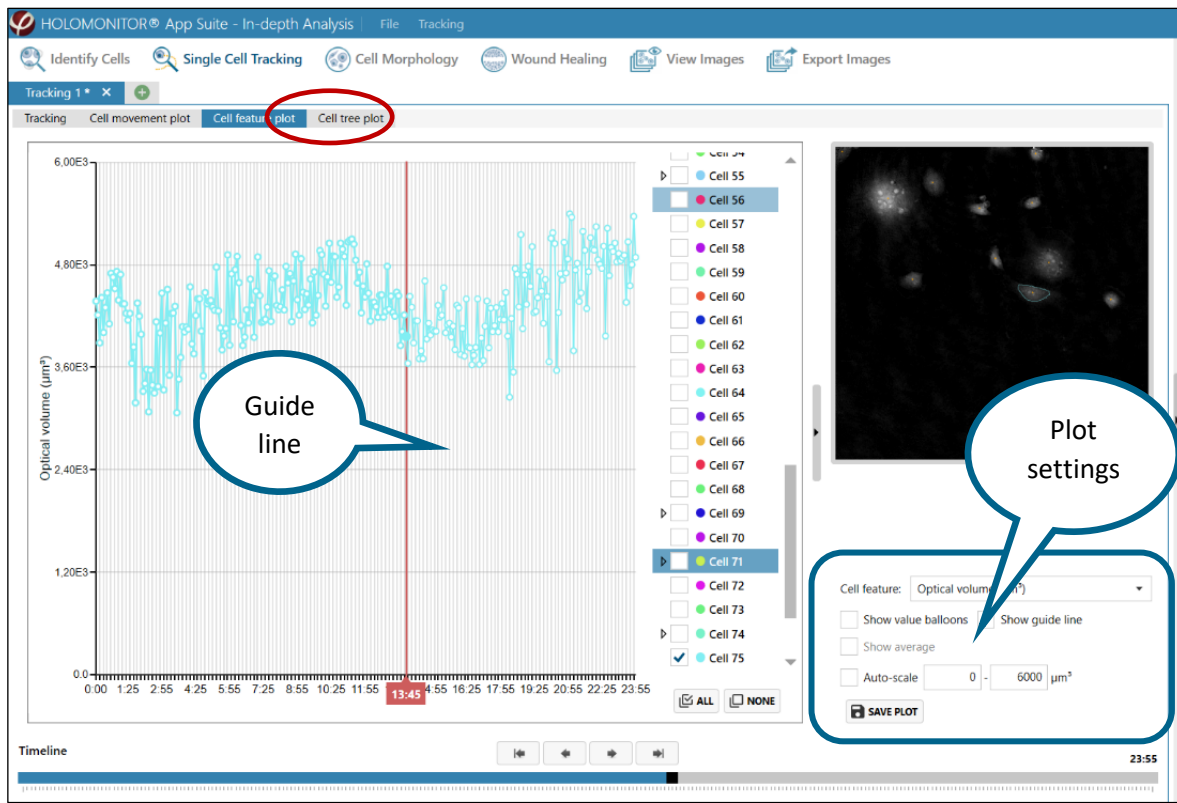 HOLOMONITOR® App Suite - In-depth Analysis File Tracking
Identify Cells Single Cell Tracking Cell Morphology Wound Healing View Images Export Images
Tracking 1 *
Tracking Cell movement plot Cell feature plot Cell tree plot
6,00E3
4.80E3
3.60E3
2,40E3
1,20E3
0.0
Optical volume (µm³)
0:00 1:25 2:55 4:25 5:55 7:25 8:55 10:25 11:55 13:45 4:55 16:25 17:55 19:25 20:55 22:25 23:55
Guide
line
Cell 54
Cell 55
Cell 56
Cell 57
Cell 58
Cell 59
Cell 60
Cell 61
Cell 62
Cell 63
Cell 64
Cell 65
Cell 66
Cell 67
Cell 68
Cell 69
Cell 70
Cell 71
Cell 72
Cell 73
Cell 74
Cell 75
ALL NONE
Plot
settings
Cell feature: Optical volume
Show value balloons Show guide line
Show average
Auto-scale 0 - 6000 µm³
SAVE PLOT
Timeline
23:55